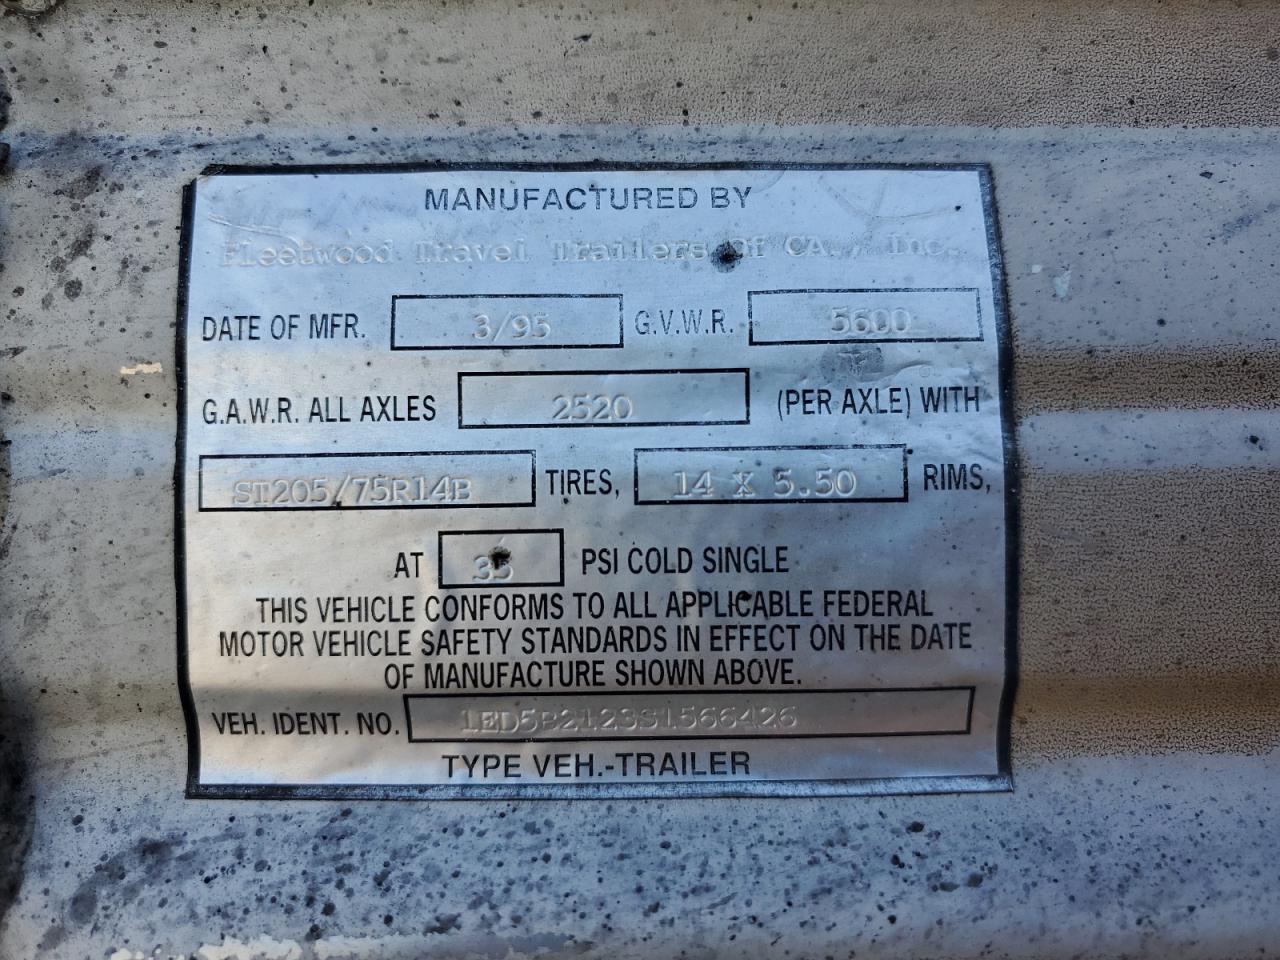 MANUFACTURED BY
Fleetwood Travel Trailers Of CA., Inc.
DATE OF MFR. 3/95 G.V.W.R. 5600
G.A.W.R. ALL AXLES 2520 (PER AXLE) WITH
ST205/75R14B TIRES, 14 X 5.50 RIMS,
AT 35 PSI COLD SINGLE
THIS VEHICLE CONFORMS TO ALL APPLICABLE FEDERAL
MOTOR VEHICLE SAFETY STANDARDS IN EFFECT ON THE DATE
OF MANUFACTURE SHOWN ABOVE.
VEH. IDENT. NO. 1ED5B2123S1566426
TYPE VEH.-TRAILER